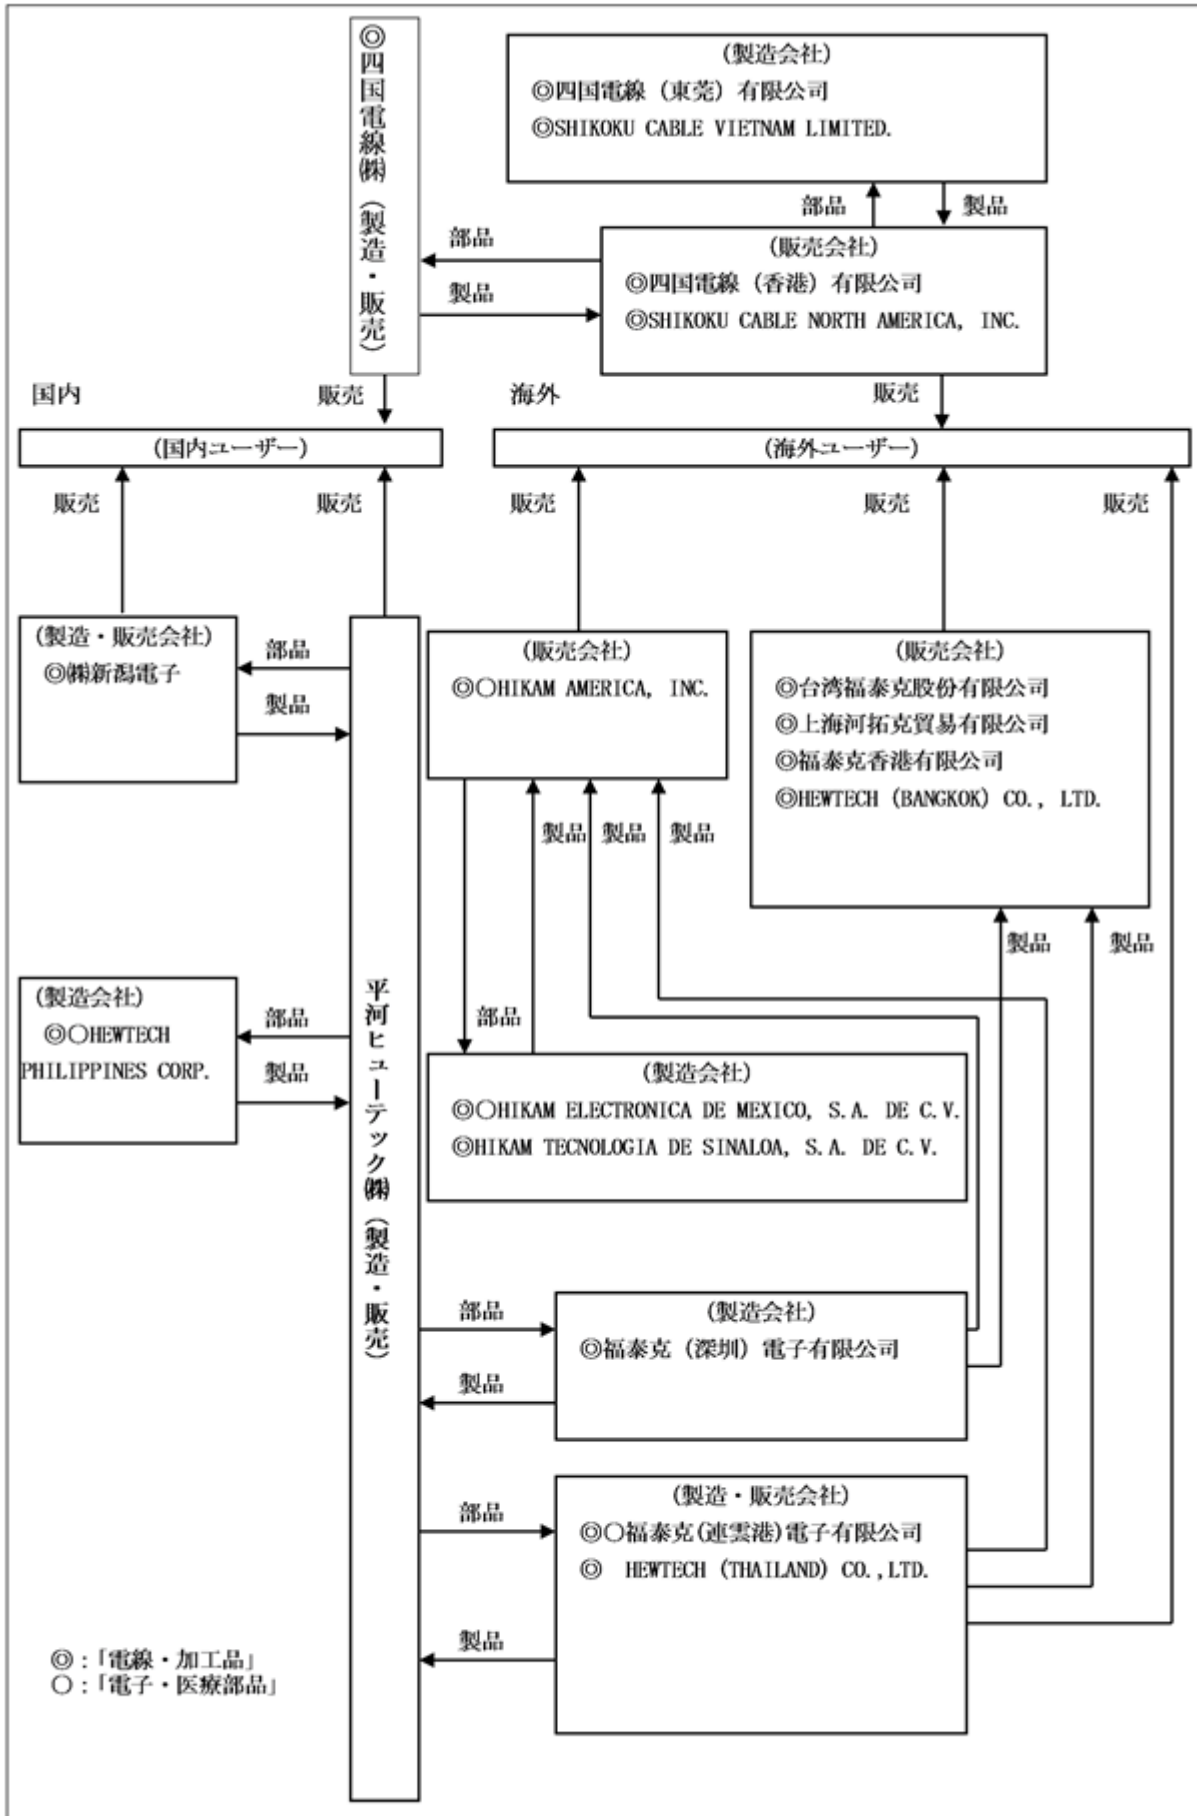 ◎四国電線㈱（製造・販売）
（製造会社）
◎四国電線（東莞）有限公司
◎SHIKOKU CABLE VIETNAM LIMITED.
部品
製品
（販売会社）
◎四国電線（香港）有限公司
◎SHIKOKU CABLE NORTH AMERICA, INC.
部品
製品
国内
販売
海外
販売
（国内ユーザー）
（海外ユーザー）
販売
販売
販売
販売
販売
（製造・販売会社）
◎㈱新潟電子
部品
製品
（販売会社）
◎○HIKAM AMERICA, INC.
（販売会社）
◎台湾福泰克股份有限公司
◎上海河拓克貿易有限公司
◎福泰克香港有限公司
◎HEWTECH (BANGKOK) CO., LTD.
製品
製品
製品
製品
製品
（製造会社）
◎○HEWTECH
PHILIPPINES CORP.
部品
製品
平河ヒューテック㈱（製造・販売）
部品
（製造会社）
◎○HIKAM ELECTRONICA DE MEXICO, S.A. DE C.V.
◎HIKAM TECNOLOGIA DE SINALOA, S.A. DE C.V.
部品
製品
（製造会社）
◎福泰克（深圳）電子有限公司
部品
製品
（製造・販売会社）
◎○福泰克(連雲港)電子有限公司
◎ HEWTECH (THAILAND) CO.,LTD.
◎：「電線・加工品」
○：「電子・医療部品」